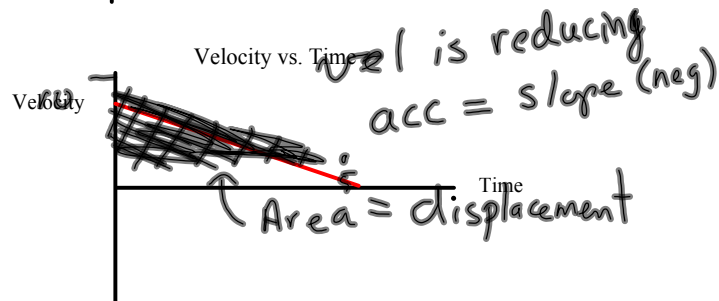 Velocity vs. Time
vel is reducing
Velocity
acc = slope (neg)
Time
Area = displacement